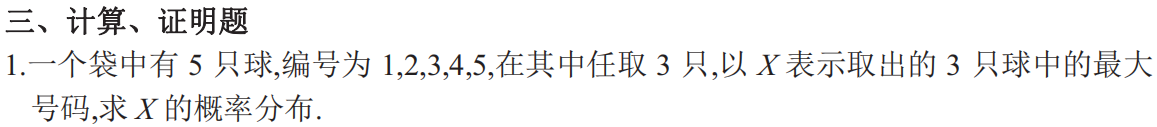 三、计算、证明题
1.一个袋中有 5 只球,编号为 1,2,3,4,5,在其中任取 3 只,以 X 表示取出的 3 只球中的最大
号码,求 X 的概率分布.